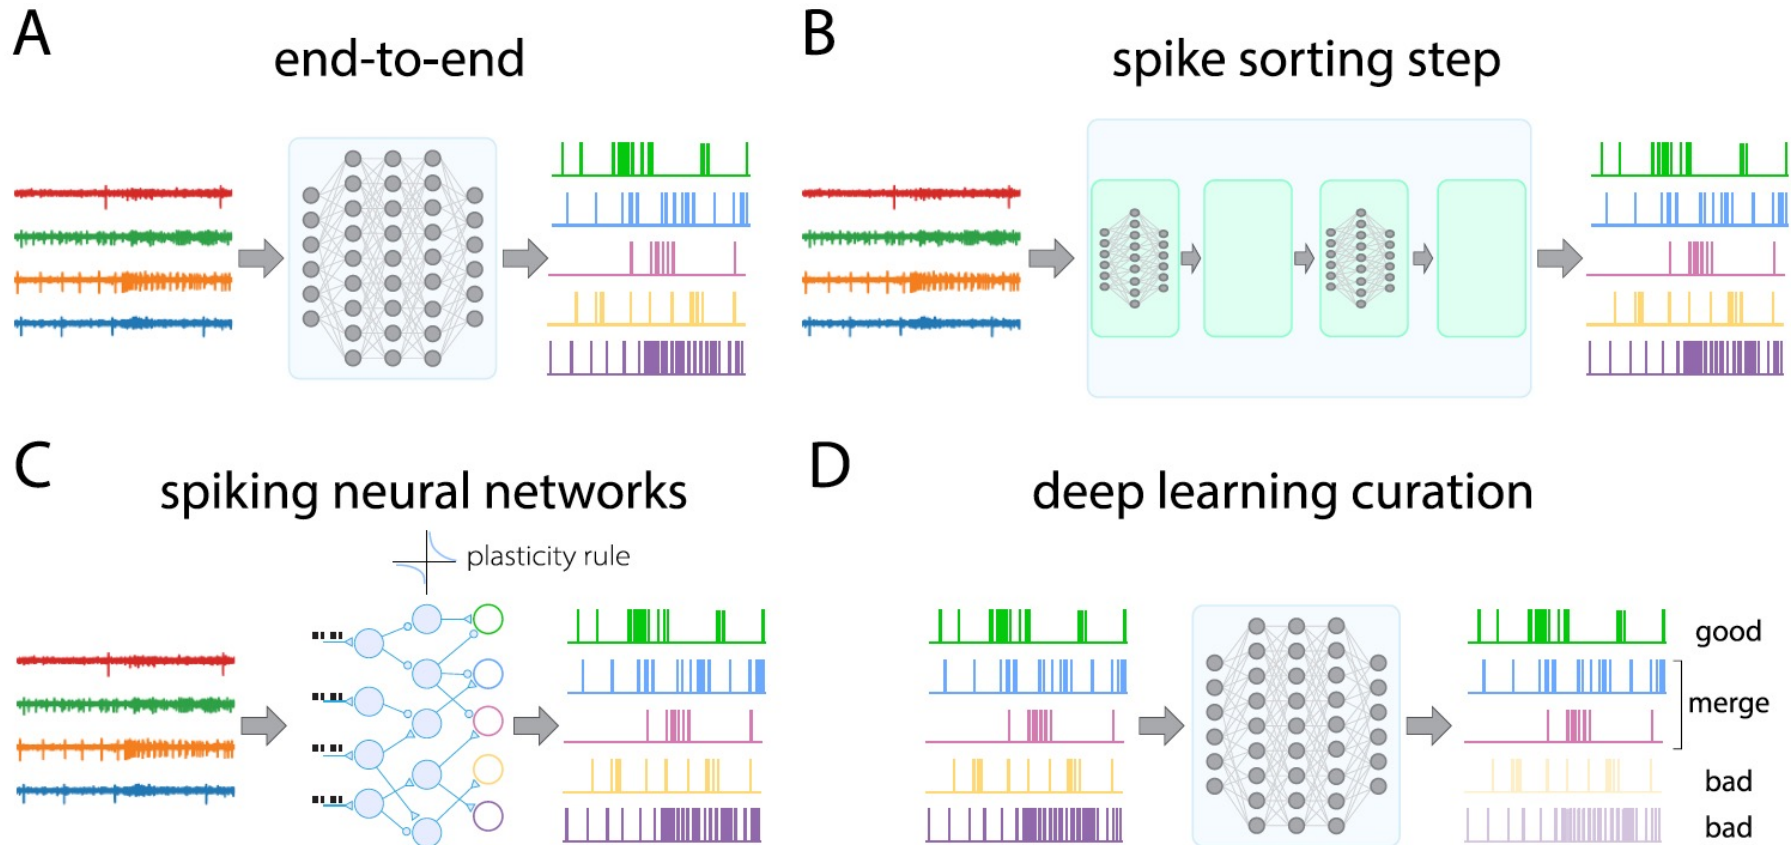 A
end-to-end
B
spike sorting step
C
spiking neural networks
plasticity rule
D
deep learning curation
good
merge
bad
bad